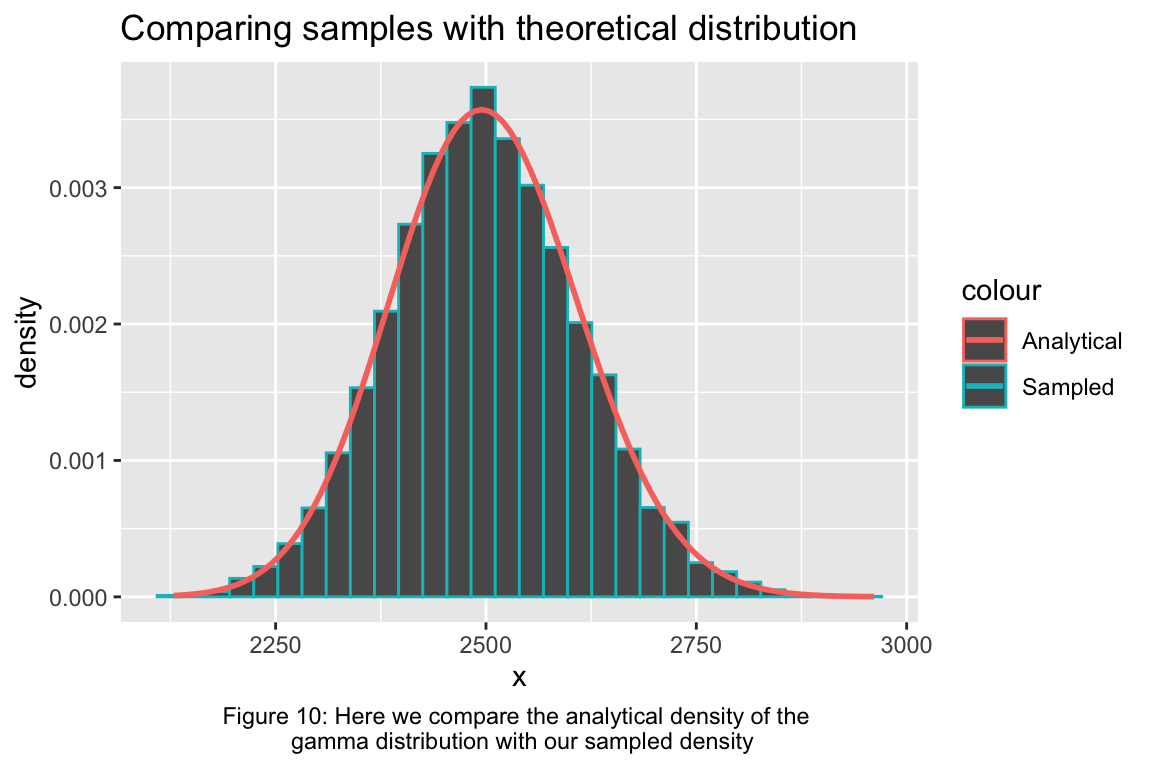 Comparing samples with theoretical distribution
density
0.003
0.002
0.001
0.000
2250 2500 2750 3000
x
colour
Analytical
Sampled
Figure 10: Here we compare the analytical density of the
gamma distribution with our sampled density